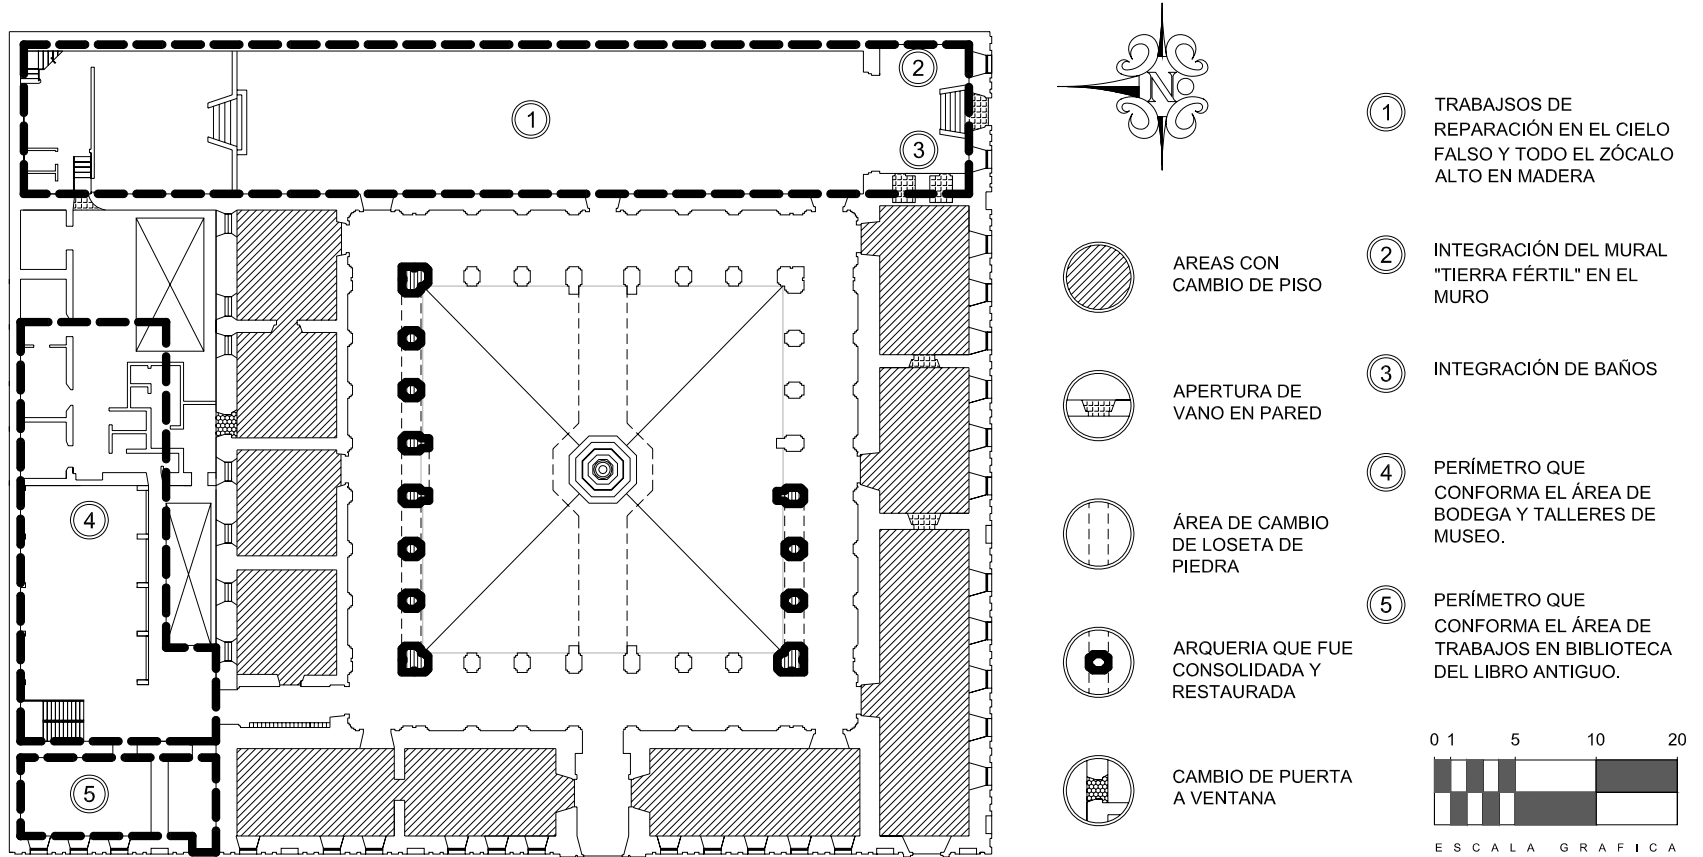 1
2
3
4
5
N
AREAS CON
CAMBIO DE PISO
APERTURA DE
VANO EN PARED
ÁREA DE CAMBIO
DE LOSETA DE
PIEDRA
ARQUERIA QUE FUE
CONSOLIDADA Y
RESTAURADA
CAMBIO DE PUERTA
A VENTANA
1
TRABAJSOS DE
REPARACIÓN EN EL CIELO
FALSO Y TODO EL ZÓCALO
ALTO EN MADERA
2
INTEGRACIÓN DEL MURAL
"TIERRA FÉRTIL" EN EL
MURO
3
INTEGRACIÓN DE BAÑOS
4
PERÍMETRO QUE
CONFORMA EL ÁREA DE
BODEGA Y TALLERES DE
MUSEO.
5
PERÍMETRO QUE
CONFORMA EL ÁREA DE
TRABAJOS EN BIBLIOTECA
DEL LIBRO ANTIGUO.
0 1 5 10 20
ESCALA GRAFICA